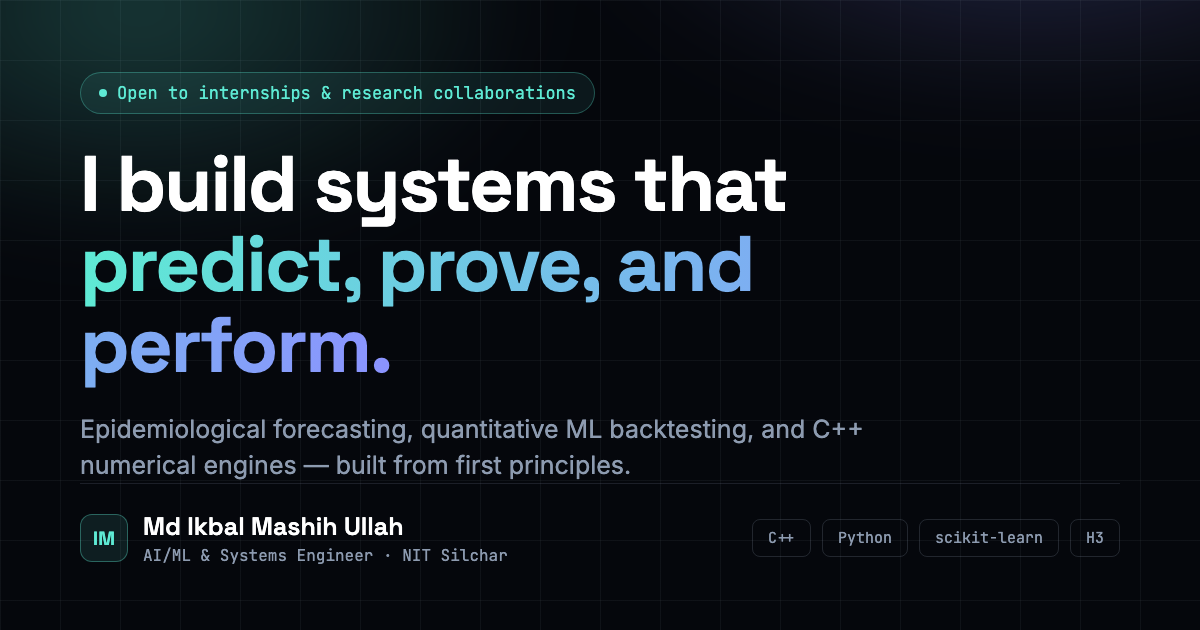 Open to internships & research collaborations
I build systems that
predict, prove, and
perform.
Epidemiological forecasting, quantitative ML backtesting, and C++
numerical engines — built from first principles.
IM
Md Ikbal Mashih Ullah
AI/ML & Systems Engineer · NIT Silchar
C++
Python
scikit-learn
H3